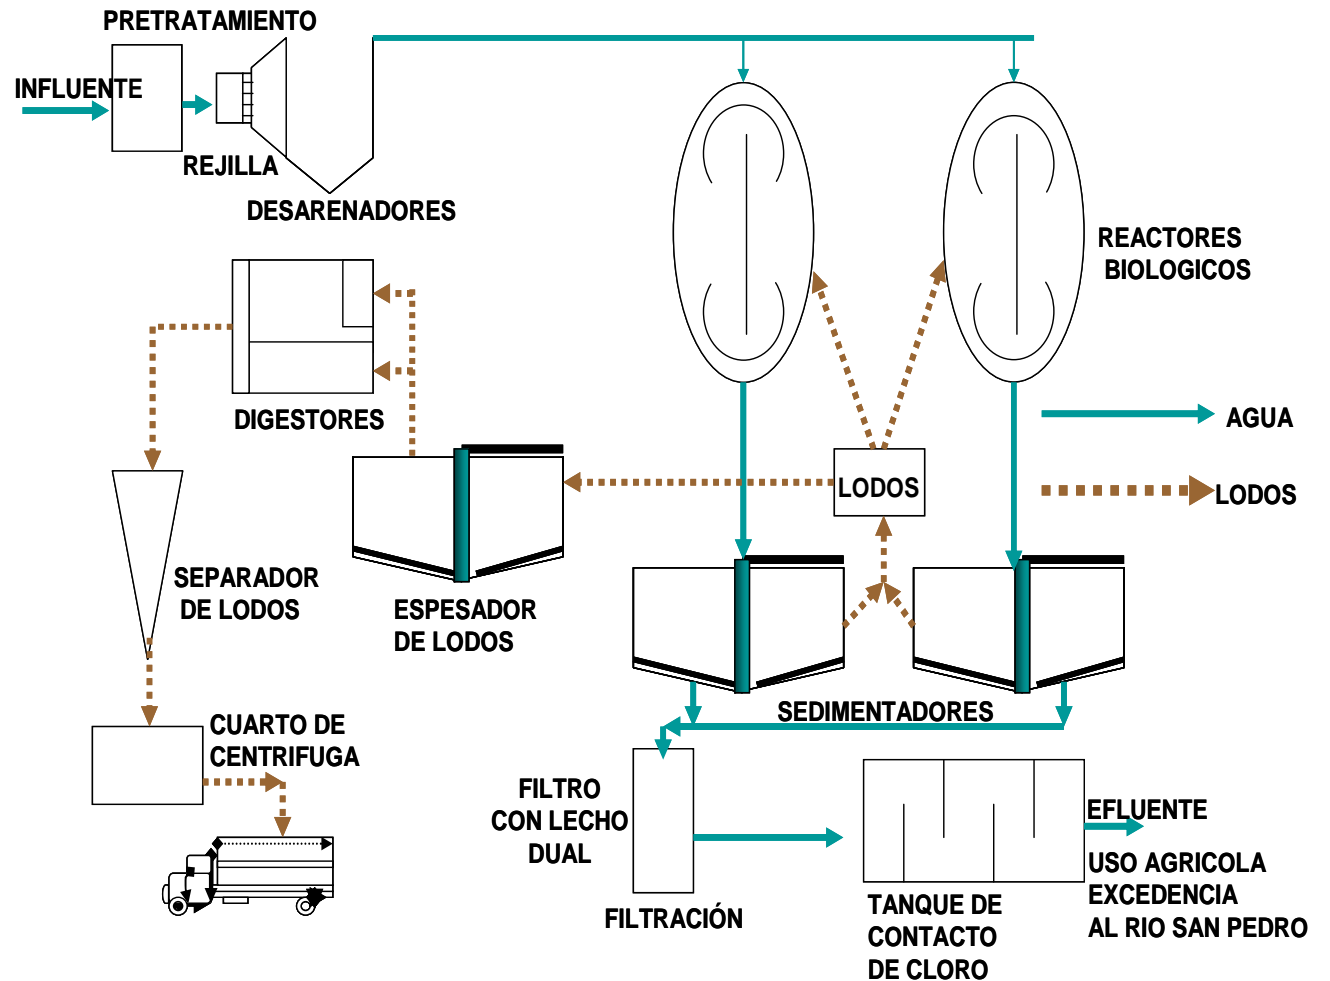 PRETRATAMIENTO
INFLUENTE
REJILLA
DESARENADORES
REACTORES
BIOLOGICOS
DIGESTORES
AGUA
LODOS
LODOS
SEPARADOR
DE LODOS
ESPESADOR
DE LODOS
SEDIMENTADORES
CUARTO DE
CENTRIFUGA
FILTRO
CON LECHO
DUAL
FILTRACIÓN
TANQUE DE
CONTACTO
DE CLORO
EFLUENTE
USO AGRICOLA
EXCEDENCIA
AL RIO SAN PEDRO